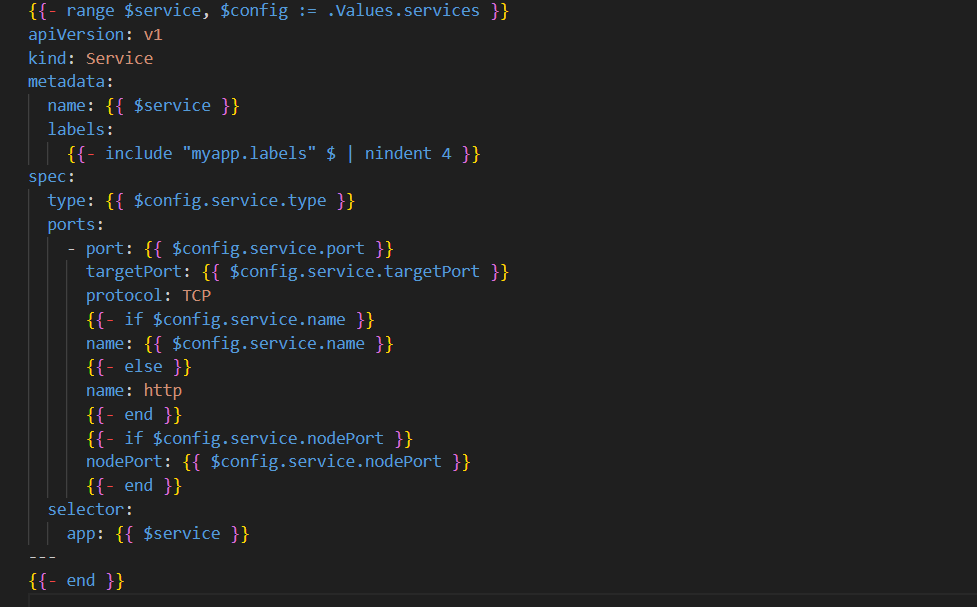 {{- range $service, $config := .Values.services }}
apiVersion: v1
kind: Service
metadata:
  name: {{ $service }}
  labels:
    {{- include "myapp.labels" $ | nindent 4 }}
spec:
  type: {{ $config.service.type }}
  ports:
    - port: {{ $config.service.port }}
      targetPort: {{ $config.service.targetPort }}
      protocol: TCP
      {{- if $config.service.name }}
      name: {{ $config.service.name }}
      {{- else }}
      name: http
      {{- end }}
      {{- if $config.service.nodePort }}
      nodePort: {{ $config.service.nodePort }}
      {{- end }}
  selector:
    app: {{ $service }}
---
{{- end }}